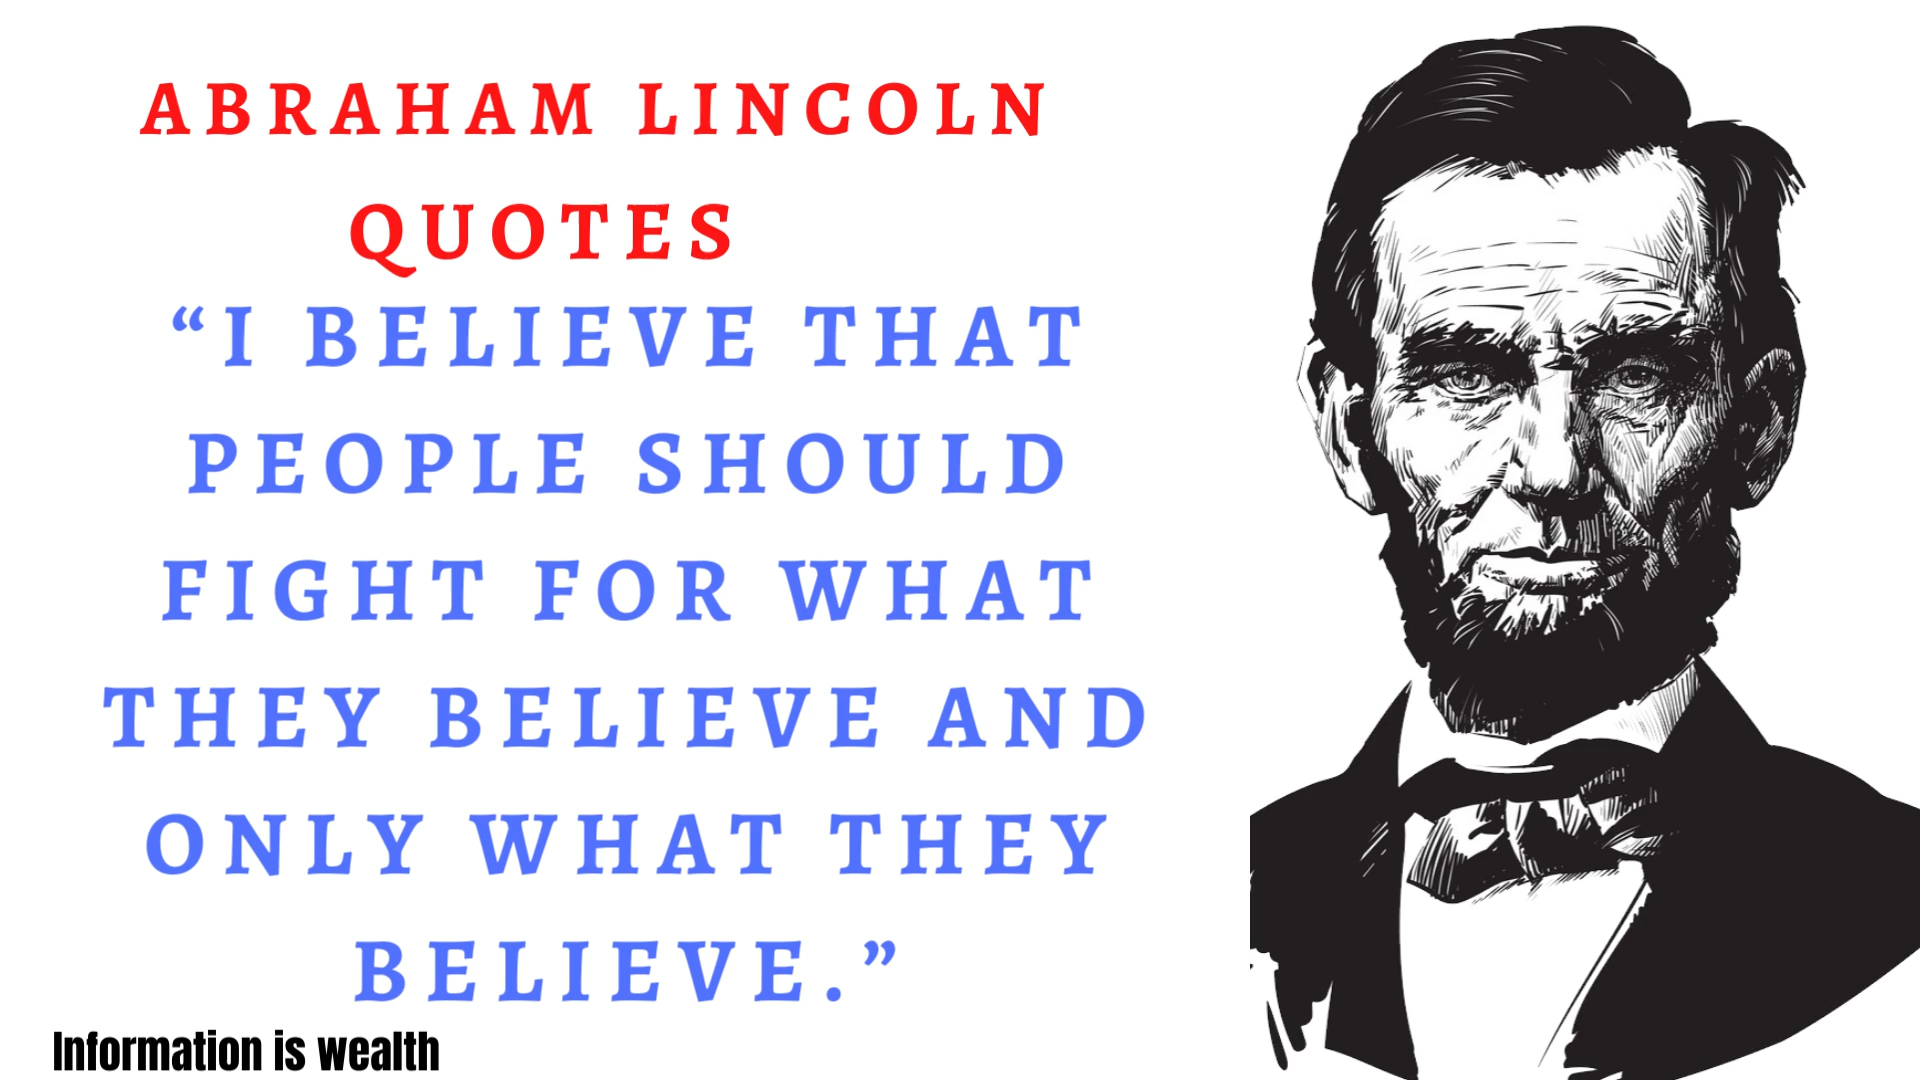 ABRAHAM LINCOLN
QUOTES
“I BELIEVE THAT
PEOPLE SHOULD
FIGHT FOR WHAT
THEY BELIEVE AND
ONLY WHAT THEY
BELIEVE.”
Information is wealth